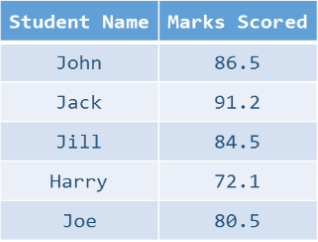 Student Name Marks Scored
John 86.5
Jack 91.2
Jill 84.5
Harry 72.1
Joe 80.5